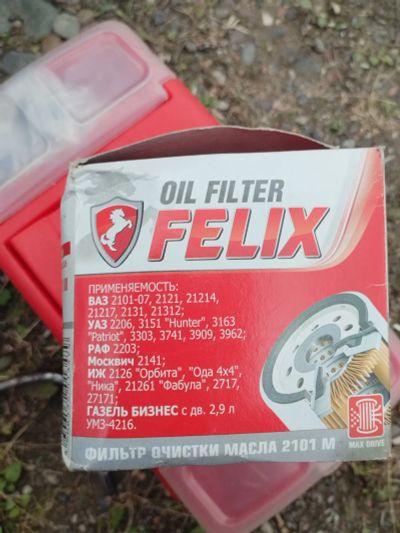 OIL FILTER
FELIX
ПРИМЕНЯЕМОСТЬ:
ВАЗ 2101-07, 2121, 21214,
21217, 2131, 21312;
УАЗ 2206, 3151 "Hunter", 3163
"Patriot", 3303, 3741, 3909, 3962;
РАФ 2203;
Москвич 2141;
ИЖ 2126 "Орбита", "Ода 4х4",
"Ника", 21261 "Фабула", 2717,
27171;
ГАЗЕЛЬ БИЗНЕС с дв. 2,9 л
УМЗ-4216.
MAX DRIVE
ФИЛЬТР ОЧИСТКИ МАСЛА 2101 М